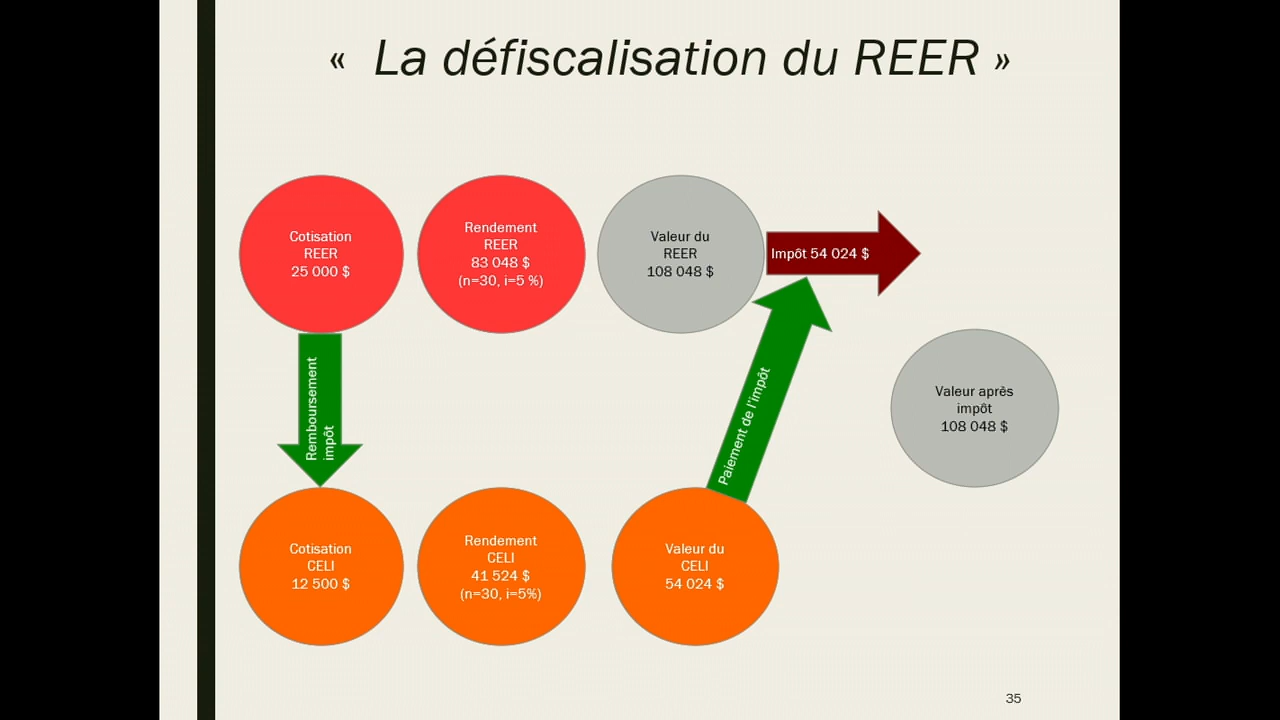 «  La défiscalisation du REER »
Cotisation
REER
25 000 $
Rendement
REER
83 048 $
(n=30, i=5 %)
Valeur du
REER
108 048 $
Impôt 54 024 $
Remboursement
impôt
Paiement de l'impôt
Valeur après
impôt
108 048 $
Cotisation
CELI
12 500 $
Rendement
CELI
41 524 $
(n=30, i=5%)
Valeur du
CELI
54 024 $
35